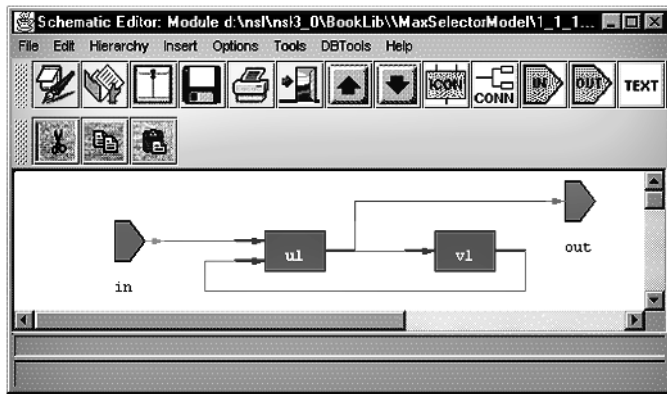 Schematic Editor: Module d:\nsl\nsl3_0\BookLib\\MaxSelectorModel\1_1_1...
File Edit Hierarchy Insert Options Tools DBTools Help
ICON CONN IN OUT TEXT
u1 v1
out
in